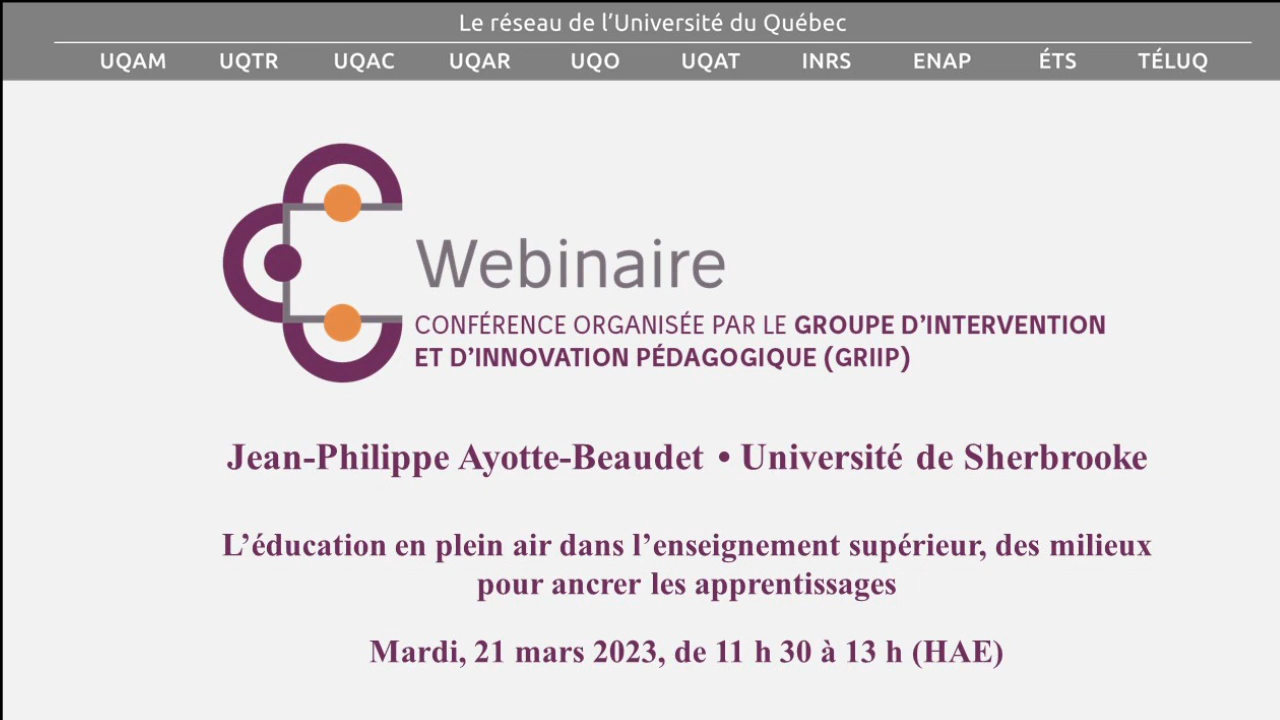 Le réseau de l’Université du Québec
UQAM UQTR UQAC UQAR UQO UQAT INRS ENAP ÉTS TÉLUQ
Webinaire
CONFÉRENCE ORGANISÉE PAR LE GROUPE D’INTERVENTION
ET D’INNOVATION PÉDAGOGIQUE (GRIIP)
Jean-Philippe Ayotte-Beaudet • Université de Sherbrooke
L’éducation en plein air dans l’enseignement supérieur, des milieux
pour ancrer les apprentissages
Mardi, 21 mars 2023, de 11 h 30 à 13 h (HAE)